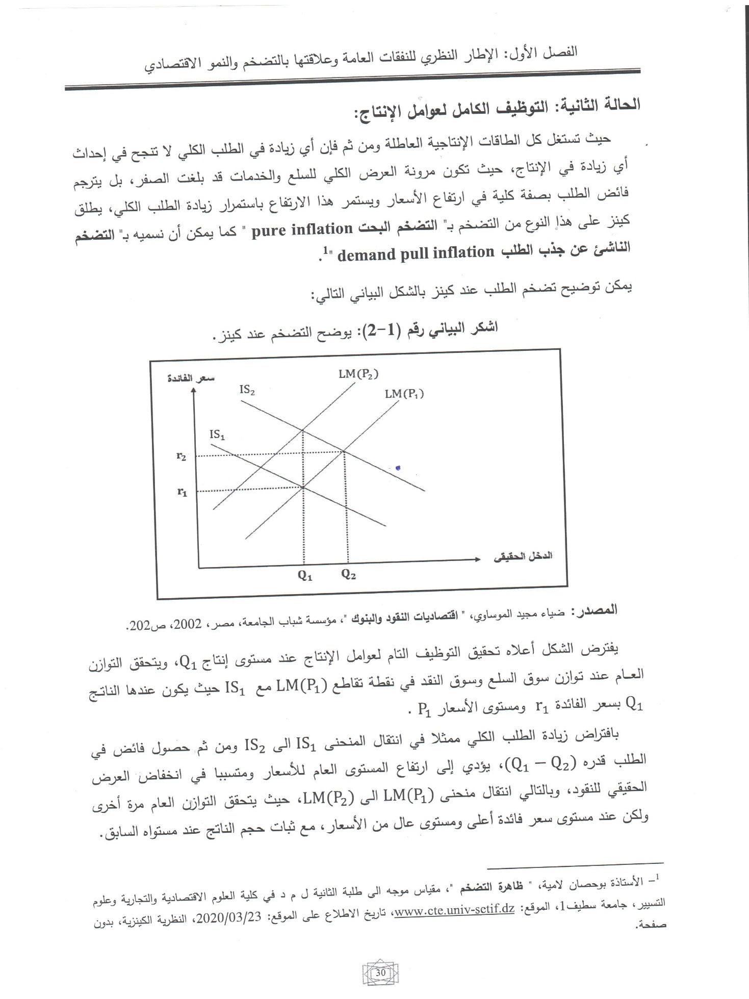 الفصل الأول: الإطار النظري للنفقات العامة وعلاقتها بالتضخم والنمو الاقتصادي
الحالة الثانية: التوظيف الكامل لعوامل الإنتاج:
حيث تستغل كل الطاقات الإنتاجية العاطلة ومن ثم فإن أي زيادة في الطلب الكلي لا تنجح في إحداث
أي زيادة في الإنتاج، حيث تكون مرونة العرض الكلي للسلع والخدمات قد بلغت الصفر، بل يترجم
فائض الطلب بصفة كلية في ارتفاع الأسعار ويستمر هذا الارتفاع باستمرار زيادة الطلب الكلي، يطلق
كينز على هذا النوع من التضخم بـ" التضخم البحت pure inflation " كما يمكن أن نسميه بـ" التضخم
الناشئ عن جذب الطلب demand pull inflation "1.
يمكن توضيح تضخم الطلب عند كينز بالشكل البياني التالي:
اشكر البياني رقم (1-2): يوضح التضخم عند كينز.
سعر الفائدة
LM(P₂)
IS₂
LM(P₁)
IS₁
r₂
r₁
الدخل الحقيقي
Q₁ Q₂
المصدر: ضياء مجيد الموساوي، " اقتصاديات النقود والبنوك "، مؤسسة شباب الجامعة، مصر، 2002، ص202.
يفترض الشكل أعلاه تحقيق التوظيف التام لعوامل الإنتاج عند مستوى إنتاج Q₁، ويتحقق التوازن
العام عند توازن سوق السلع وسوق النقد في نقطة تقاطع LM(P₁) مع IS₁ حيث يكون عندها الناتج
Q₁ بسعر الفائدة r₁ ومستوى الأسعار P₁ .
بافتراض زيادة الطلب الكلي ممثلا في انتقال المنحنى IS₁ الى IS₂ ومن ثم حصول فائض في
الطلب قدره (Q₁ − Q₂)، يؤدي إلى ارتفاع المستوى العام للأسعار ومتسببا في انخفاض العرض
الحقيقي للنقود، وبالتالي انتقال منحنى LM(P₁) الى LM(P₂)، حيث يتحقق التوازن العام مرة أخرى
ولكن عند مستوى سعر فائدة أعلى ومستوى عال من الأسعار، مع ثبات حجم الناتج عند مستواه السابق.
1- الأستاذة بوحصان لامية، " ظاهرة التضخم "، مقياس موجه الى طلبة الثانية ل م د في كلية العلوم الاقتصادية والتجارية وعلوم
التسيير، جامعة سطيف1، الموقع: www.cte.univ-setif.dz، تاريخ الاطلاع على الموقع: 2020/03/23، النظرية الكينزية، بدون
صفحة.
30